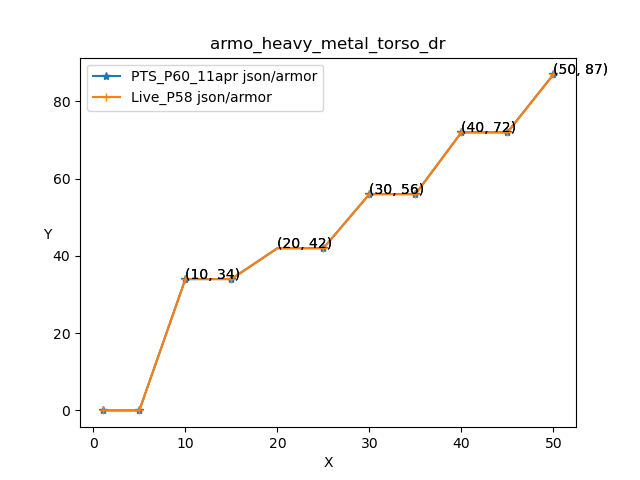 armo_heavy_metal_torso_dr
PTS_P60_11apr json/armor
Live_P58 json/armor
(50, 87)
(40, 72)
(30, 56)
(20, 42)
(10, 34)
Y
80
60
40
20
0
0 10 20 30 40 50
X